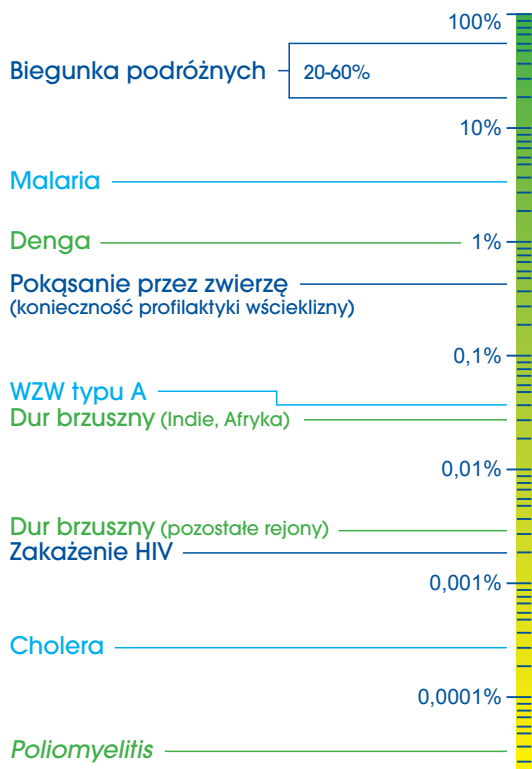 100%
Biegunka podróżnych
20-60%
10%
Malaria
Denga
1%
Pokąsanie przez zwierzę
(konieczność profilaktyki wścieklizny)
0,1%
WZW typu A
Dur brzuszny (Indie, Afryka)
0,01%
Dur brzuszny (pozostałe rejony)
Zakażenie HIV
0,001%
Cholera
0,0001%
Poliomyelitis